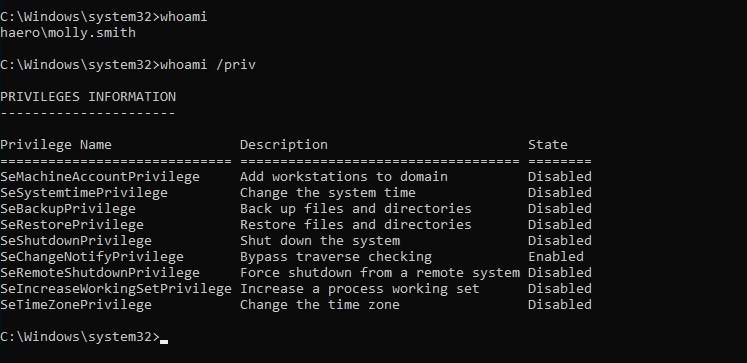 C:\Windows\system32>whoami
haero\molly.smith
C:\Windows\system32>whoami /priv
PRIVILEGES INFORMATION
----------------------
Privilege Name                Description                         State
============================= =================================== ========
SeMachineAccountPrivilege     Add workstations to domain          Disabled
SeSystemtimePrivilege         Change the system time              Disabled
SeBackupPrivilege             Back up files and directories       Disabled
SeRestorePrivilege            Restore files and directories       Disabled
SeShutdownPrivilege           Shut down the system                Disabled
SeChangeNotifyPrivilege       Bypass traverse checking            Enabled
SeRemoteShutdownPrivilege     Force shutdown from a remote system Disabled
SeIncreaseWorkingSetPrivilege Increase a process working set      Disabled
SeTimeZonePrivilege           Change the time zone                Disabled
C:\Windows\system32>